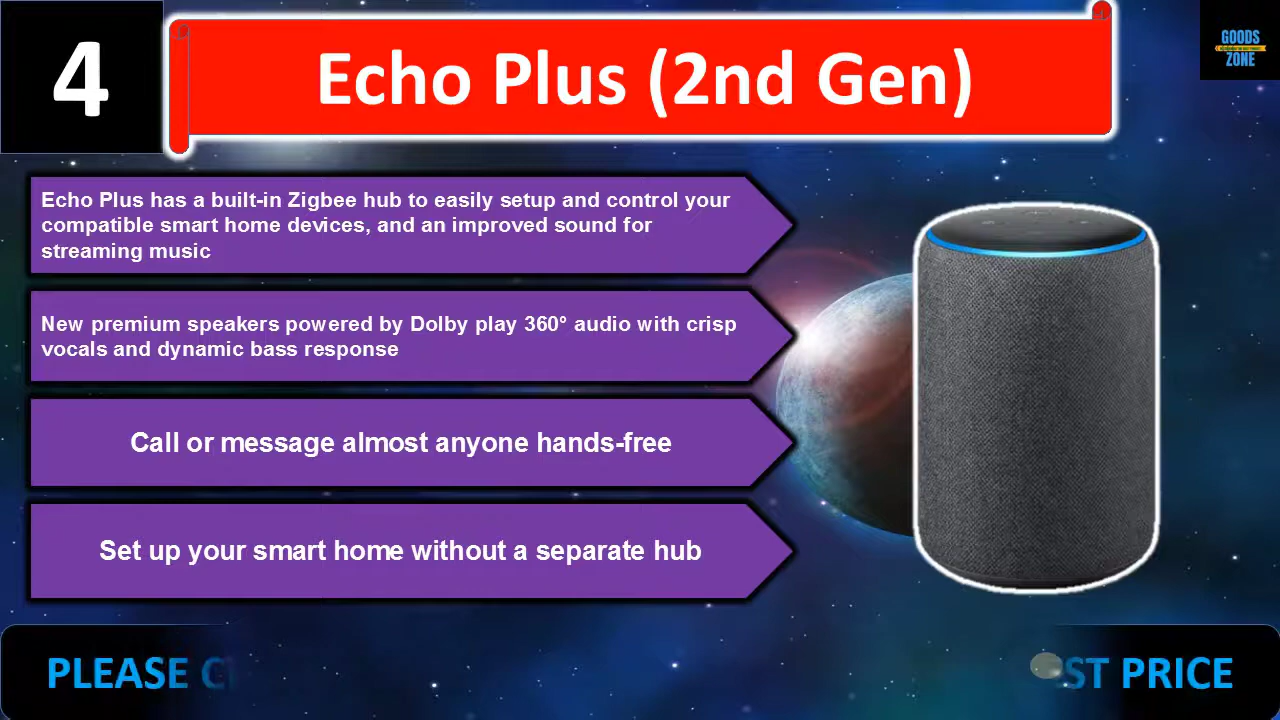 4
Echo Plus (2nd Gen)
GOODS
ZONE
Echo Plus has a built-in Zigbee hub to easily setup and control your
compatible smart home devices, and an improved sound for
streaming music
New premium speakers powered by Dolby play 360° audio with crisp
vocals and dynamic bass response
Call or message almost anyone hands-free
Set up your smart home without a separate hub
PLEASE
PRICE